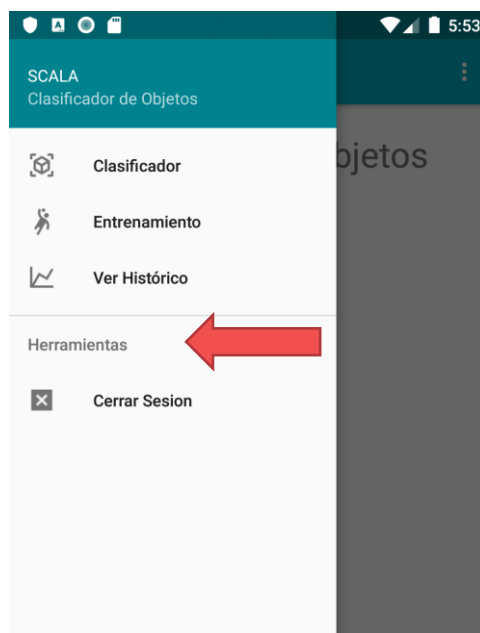 5:53
SCALA
Clasificador de Objetos
bjetos
Clasificador
Entrenamiento
Ver Histórico
Herramientas
Cerrar Sesion